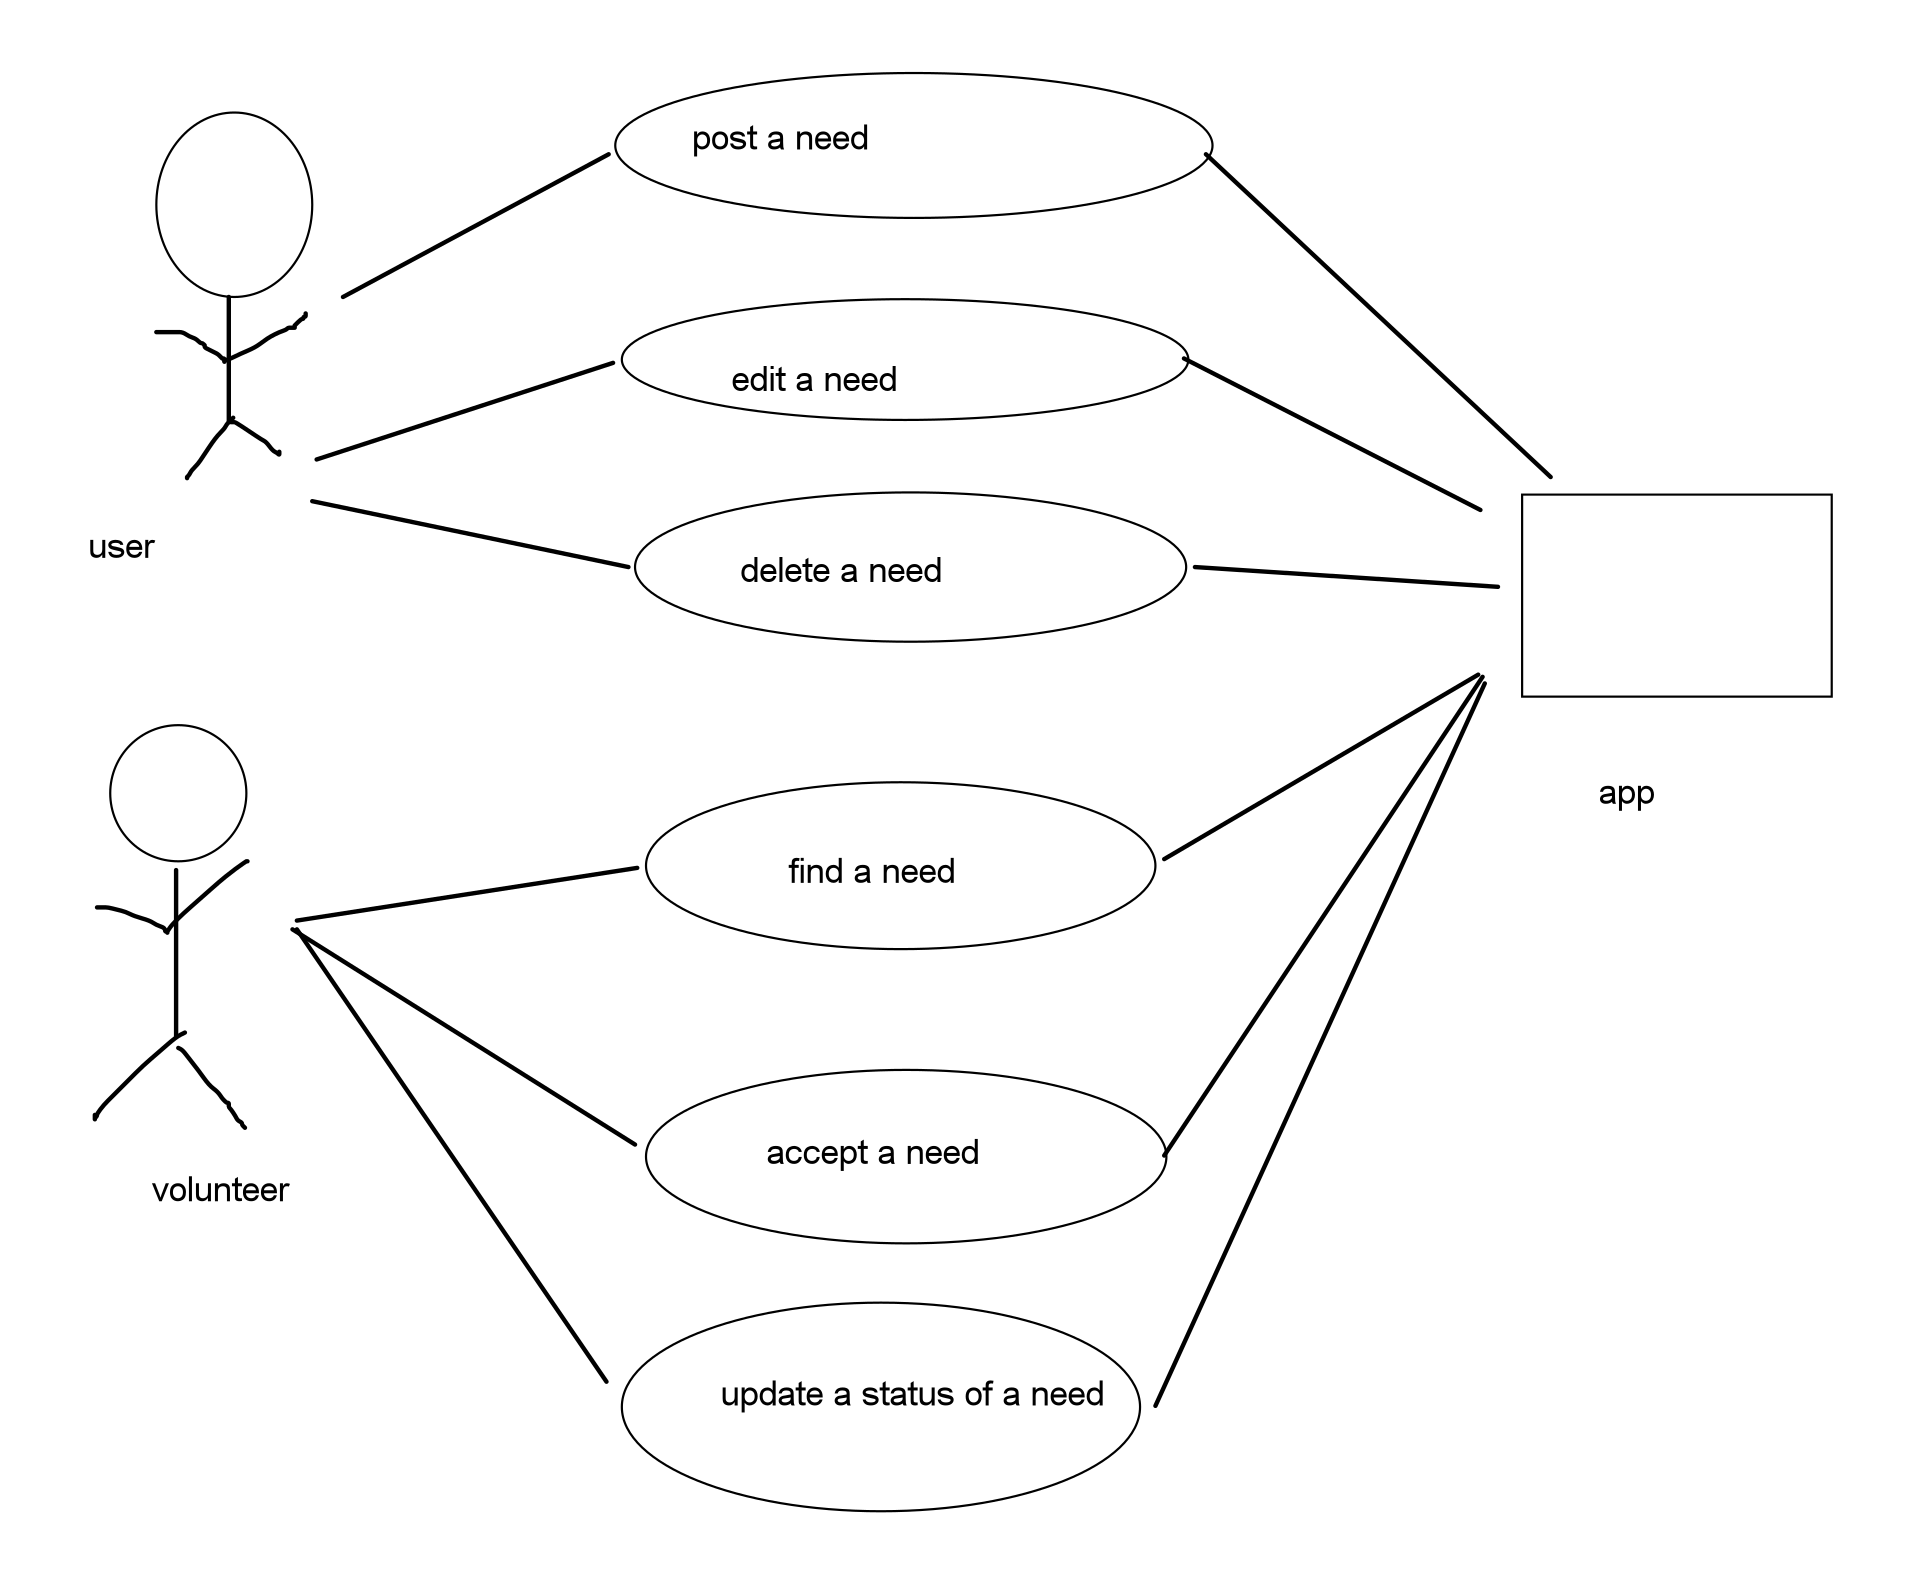 post a need
edit a need
delete a need
user
app
find a need
accept a need
volunteer
update a status of a need